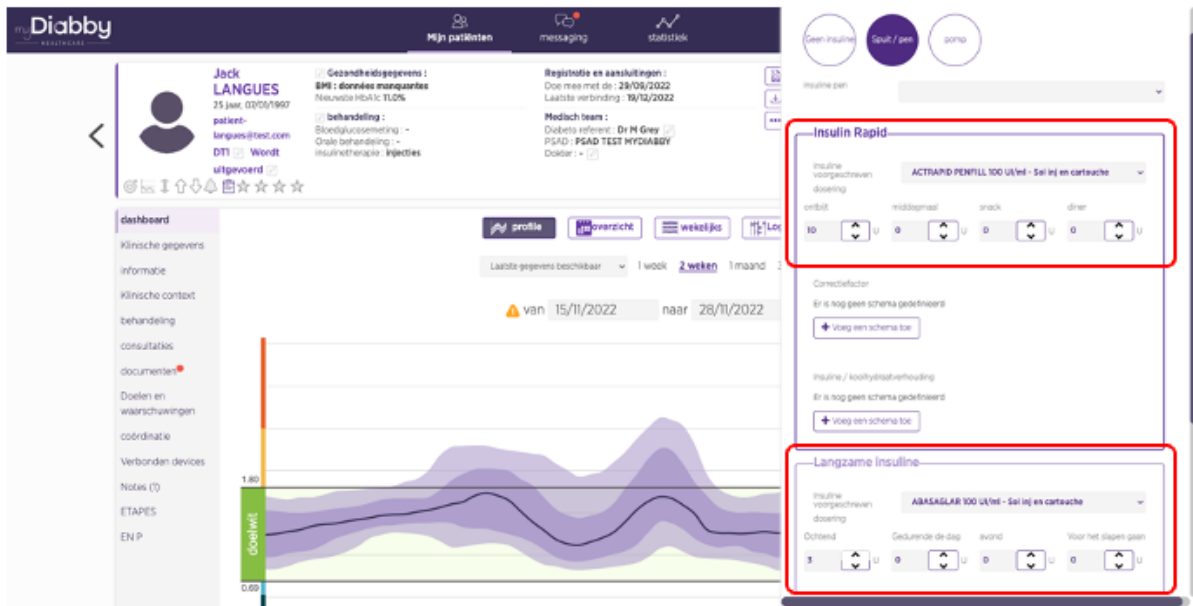 myDiabby
HEALTHCARE
Mijn patiënten
messaging
statistiek
Jack
LANGUES
25 jaar, 02/01/1997
patient-
langues@test.com
DT1 Wordt
uitgevoerd
Gezondheidsgegevens :
BMI : données manquantes
Nieuwste HbA1c 11.0%
behandeling :
Bloedglucosemeting : -
Orale behandeling : -
insulinetherapie : injecties
Registratie en aansluitingen :
Doe mee met de : 29/09/2022
Laatste verbinding : 19/12/2022
Medisch team :
Diabeto referent : Dr M Grey
PSAD : PSAD TEST MYDIABBY
Dokter : -
dashboard
Klinische gegevens
informatie
Klinische context
behandeling
consultaties
documenten
Doelen en
waarschuwingen
coördinatie
Verbonden devices
Notes (1)
ETAPES
EN P
profile
overzicht
wekelijks
Laatste gegevens beschikbaar
1 week 2 weken 1 maand
van 15/11/2022 naar 28/11/2022
1.80
doelwit
0.69
Geen insuline
Spuit / pen
pomp
Insuline pen
Insulin Rapid
Insuline
voorgeschreven
dosering
ACTRAPID PENFILL 100 UI/ml - Sol inj en cartouche
ontbijt middagmaal snack diner
10 U 0 U 0 U 0 U
Correctiefactor
Er is nog geen schema gedefinieerd
+ Voeg een schema toe
Insuline / koolhydraatverhouding
Er is nog geen schema gedefinieerd
+ Voeg een schema toe
Langzame insuline
Insuline
voorgeschreven
dosering
ABASAGLAR 100 UI/ml - Sol inj en cartouche
Ochtend Gedurende de dag avond Voor het slapen gaan
3 U 0 U 0 U 0 U